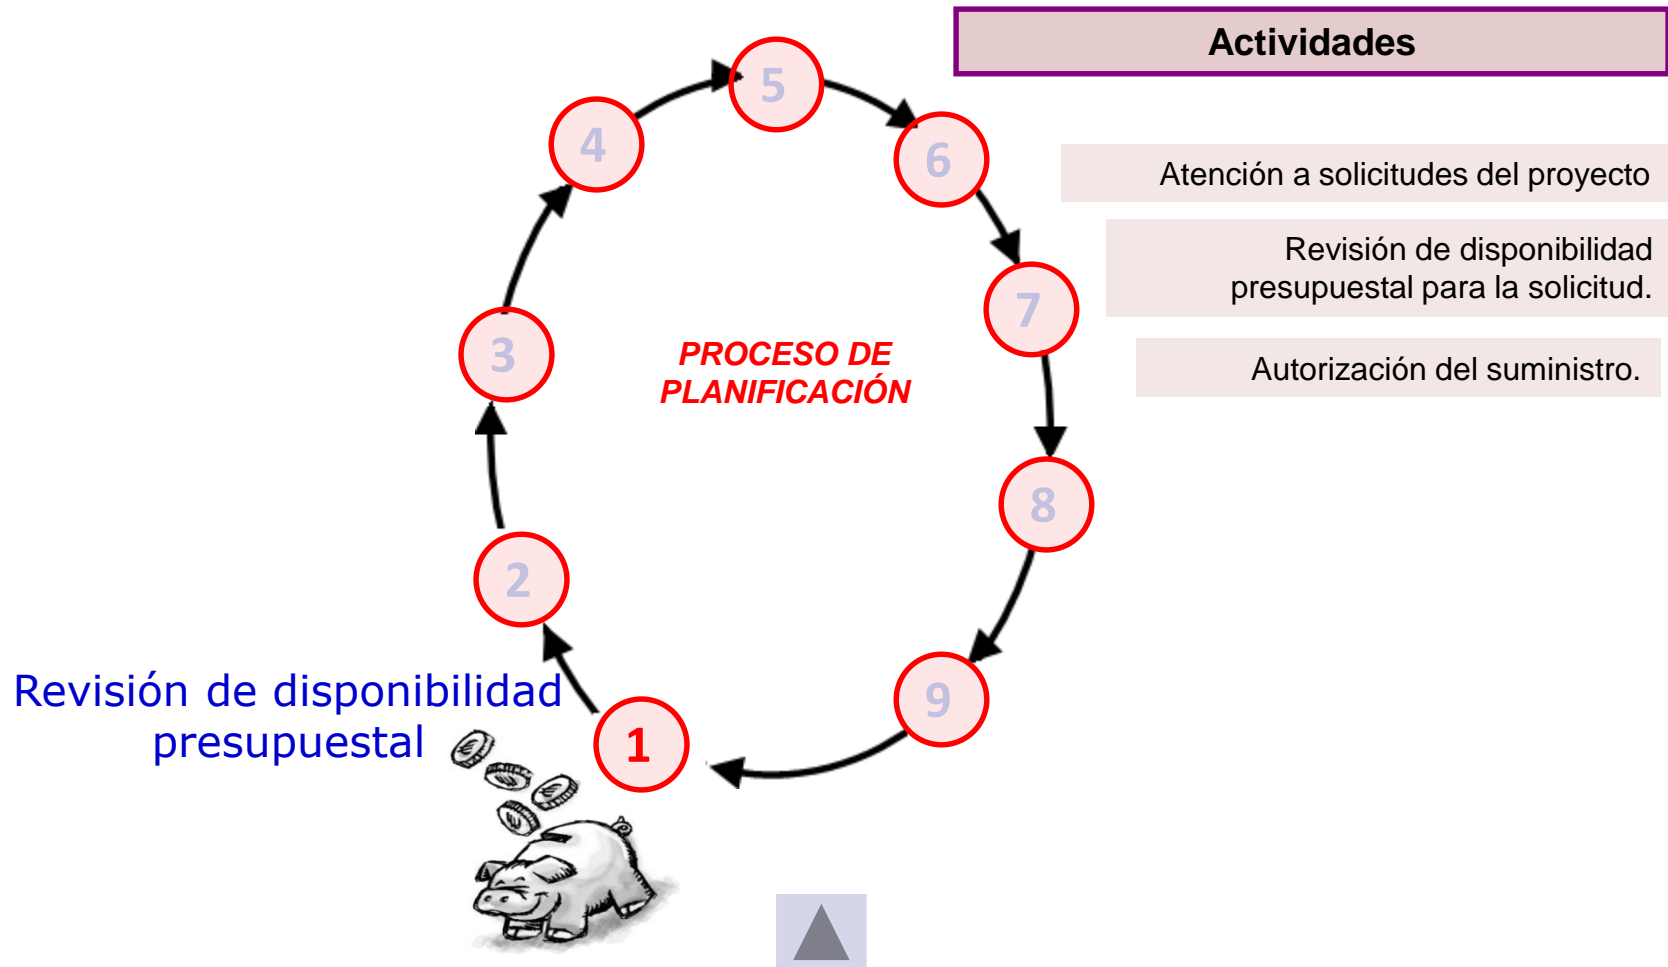 Actividades
5
4
6
Atención a solicitudes del proyecto
Revisión de disponibilidad
presupuestal para la solicitud.
7
3
PROCESO DE
PLANIFICACIÓN
Autorización del suministro.
8
2
Revisión de disponibilidad
presupuestal
9
1